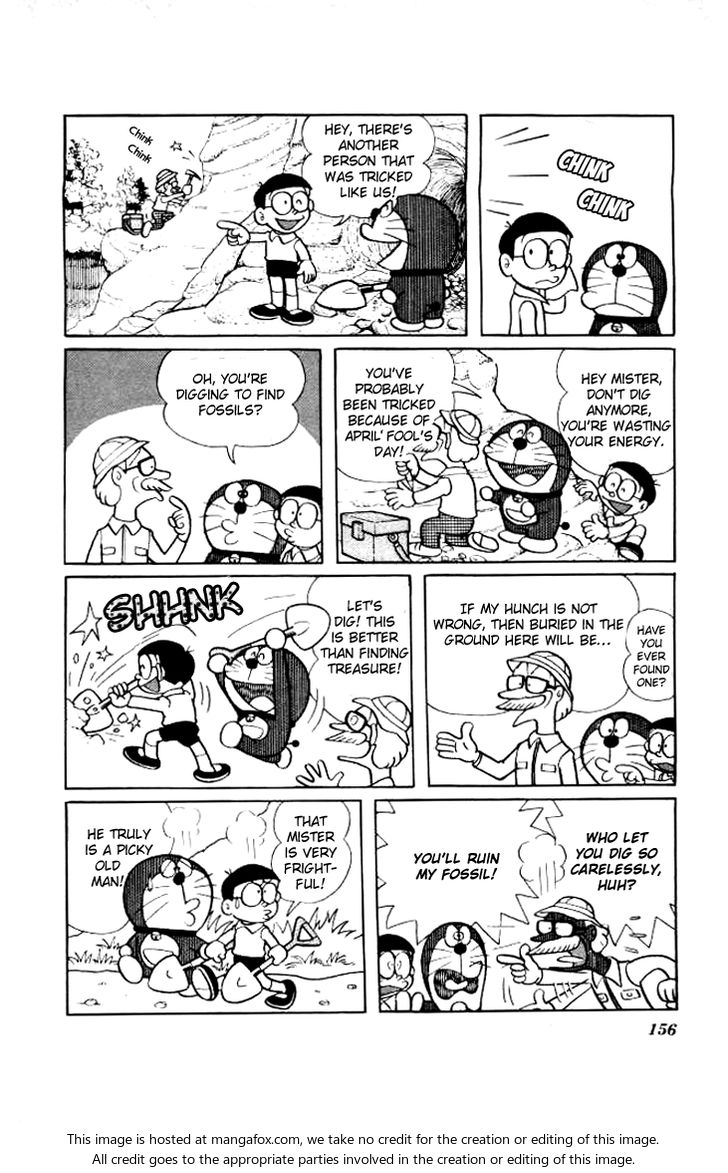 CHINK
CHINK
HEY, THERE'S
ANOTHER
PERSON THAT
WAS TRICKED
LIKE US!
Chink
Chink
HEY MISTER,
DON'T DIG
ANYMORE,
YOU'RE WASTING
YOUR ENERGY.
YOU'VE
PROBABLY
BEEN TRICKED
BECAUSE OF
APRIL' FOOL'S
DAY!
OH, YOU'RE
DIGGING TO FIND
FOSSILS?
IF MY HUNCH IS NOT
WRONG, THEN BURIED IN THE
GROUND HERE WILL BE...
HAVE
YOU
EVER
FOUND
ONE?
LET'S
DIG! THIS
IS BETTER
THAN FINDING
TREASURE!
SHHNK
WHO LET
YOU DIG SO
CARELESSLY,
HUH?
YOU'LL RUIN
MY FOSSIL!
THAT
MISTER
IS VERY
FRIGHT-
FUL!
HE TRULY
IS A PICKY
OLD
MAN!
156
This image is hosted at mangafox.com, we take no credit for the creation or editing of this image.
All credit goes to the appropriate parties involved in the creation or editing of this image.